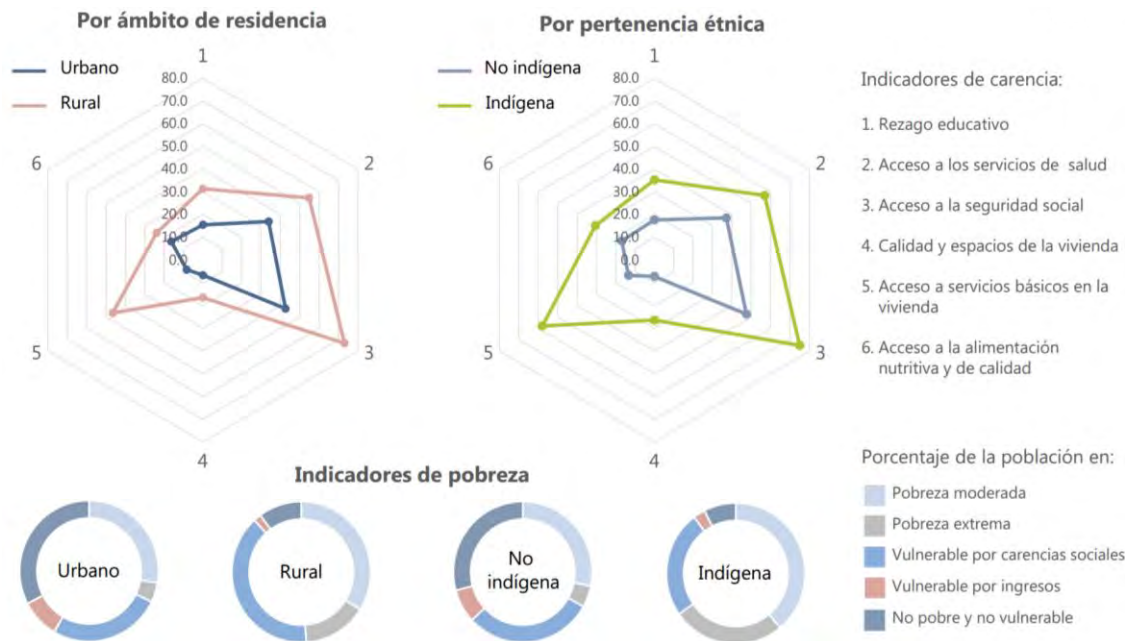 Por ámbito de residencia
Urbano
Rural
1
80.0
70.0
60.0
50.0
40.0
30.0
20.0
10.0
0.0
2
3
4
5
6
Por pertenencia étnica
No indígena
Indígena
1
80.0
70.0
60.0
50.0
40.0
30.0
20.0
10.0
0.0
2
3
4
5
6
Indicadores de carencia:
1. Rezago educativo
2. Acceso a los servicios de salud
3. Acceso a la seguridad social
4. Calidad y espacios de la vivienda
5. Acceso a servicios básicos en la
vivienda
6. Acceso a la alimentación
nutritiva y de calidad
Indicadores de pobreza
Urbano
Rural
No
indígena
Indígena
Porcentaje de la población en:
Pobreza moderada
Pobreza extrema
Vulnerable por carencias sociales
Vulnerable por ingresos
No pobre y no vulnerable